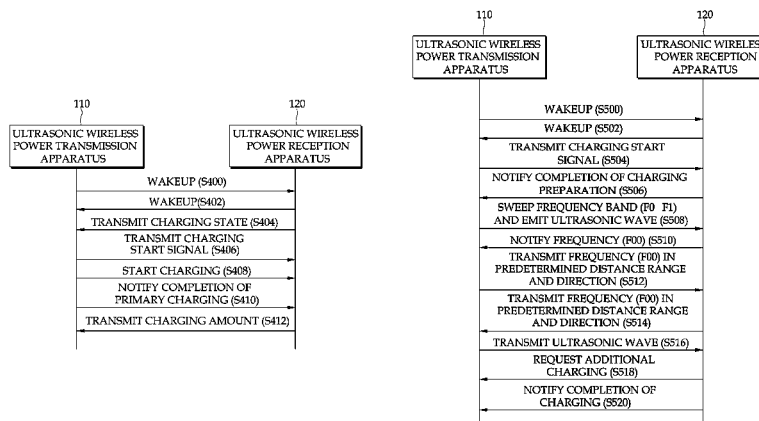 110
120
ULTRASONIC WIRELESS
POWER TRANSMISSION
APPARATUS
ULTRASONIC WIRELESS
POWER RECEPTION
APPARATUS
WAKEUP (S400)
WAKEUP(S402)
TRANSMIT CHARGING STATE (S404)
TRANSMIT CHARGING
START SIGNAL (S406)
START CHARGING (S408)
NOTIFY COMPLETION OF
PRIMARY CHARGING (S410)
TRANSMIT CHARGING AMOUNT (S412)
110
120
ULTRASONIC WIRELESS
POWER TRANSMISSION
APPARATUS
ULTRASONIC WIRELES
POWER RECEPTION
APPARATUS
WAKEUP (S500)
WAKEUP (S502)
TRANSMIT CHARGING START
SIGNAL (S504)
NOTIFY COMPLETION OF CHARGING
PREPARATION (S506)
SWEEP FREQUENCY BAND (F0 F1)
AND EMIT ULTRASONIC WAVE (S508)
NOTIFY FREQUENCY (F00) (S510)
TRANSMIT FREQUENCY (F00) IN
PREDETERMINED DISTANCE RANGE
AND DIRECTION (S512)
TRANSMIT FREQUENCY (F00) IN
PREDETERMINED DISTANCE RANGE
AND DIRECTION (S514)
TRANSMIT ULTRASONIC WAVE (S516)
REQUEST ADDITIONAL
CHARGING (S518)
NOTIFY COMPLETION OF
CHARGING (S520)